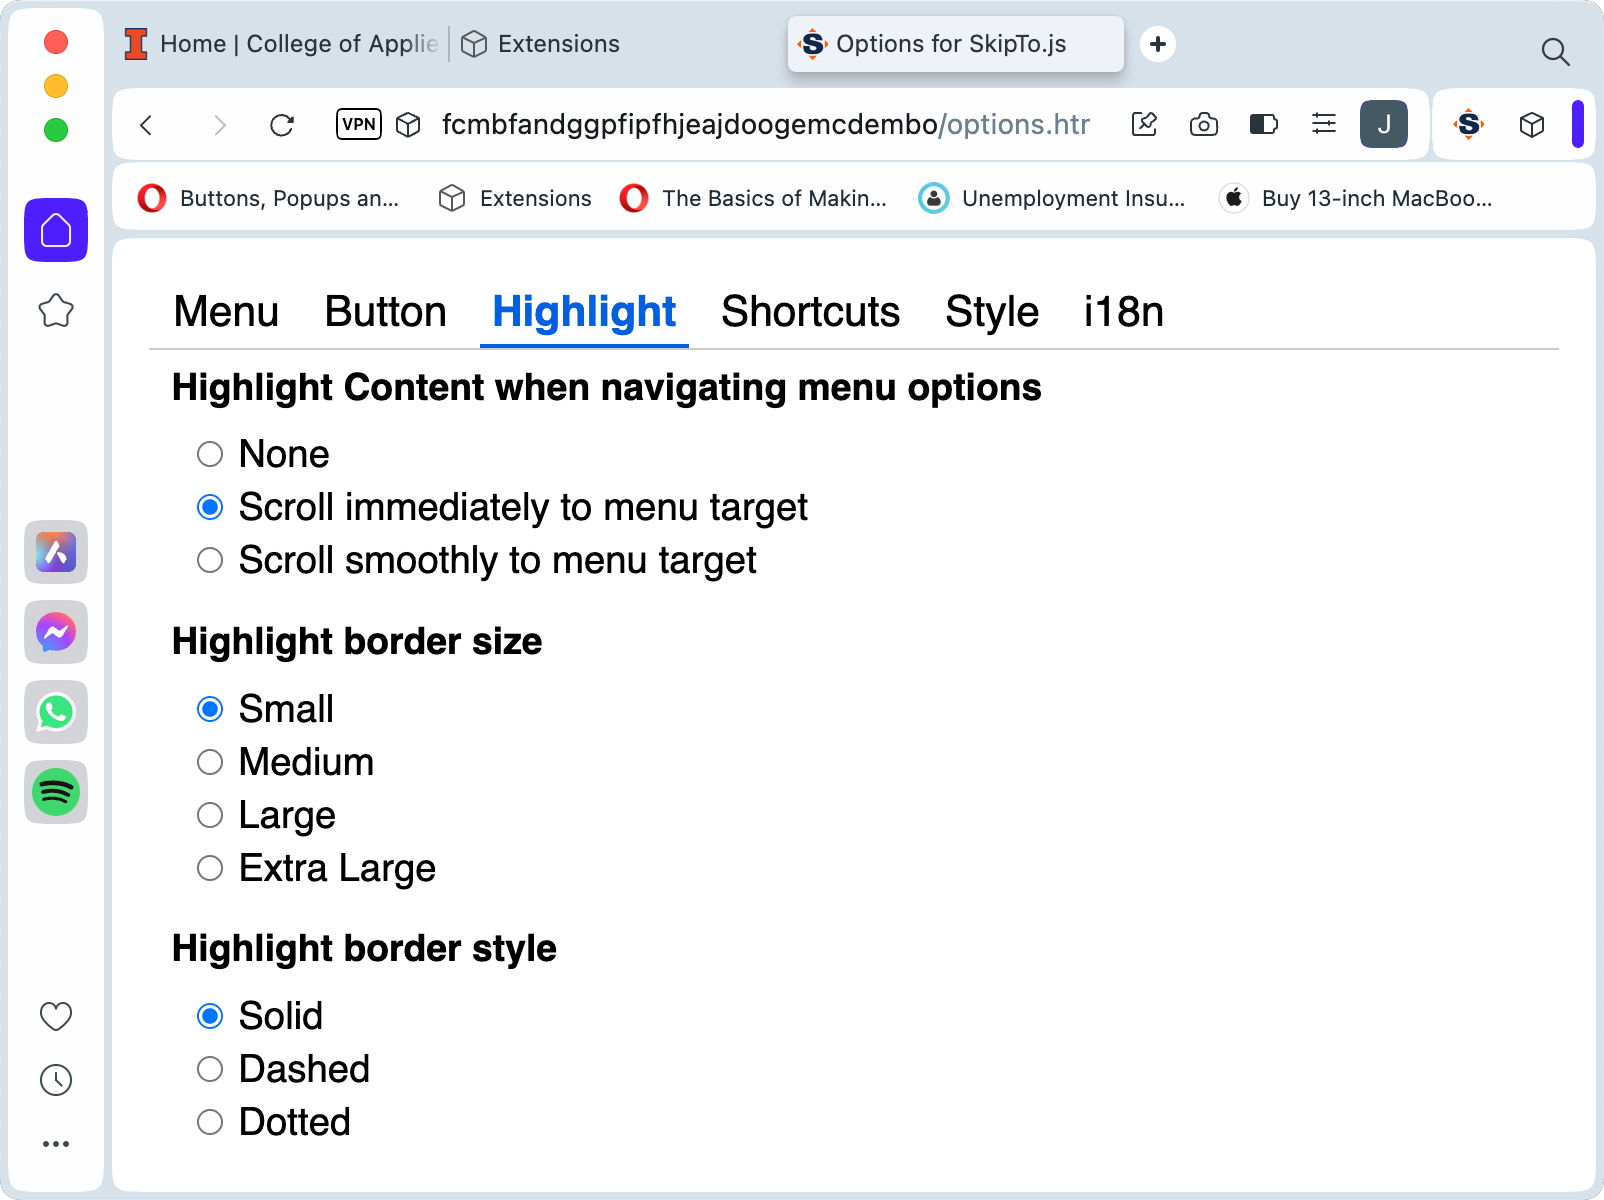 Home | College of Applie
Extensions
Options for SkipTo.js
VPN
fcmbfandggpfipfhjeajdoogemcdembo/options.htr
J
S
Buttons, Popups an...
Extensions
The Basics of Makin...
Unemployment Insu...
Buy 13-inch MacBoo...
Menu Button Highlight Shortcuts Style i18n
Highlight Content when navigating menu options
None
Scroll immediately to menu target
Scroll smoothly to menu target
Highlight border size
Small
Medium
Large
Extra Large
Highlight border style
Solid
Dashed
Dotted